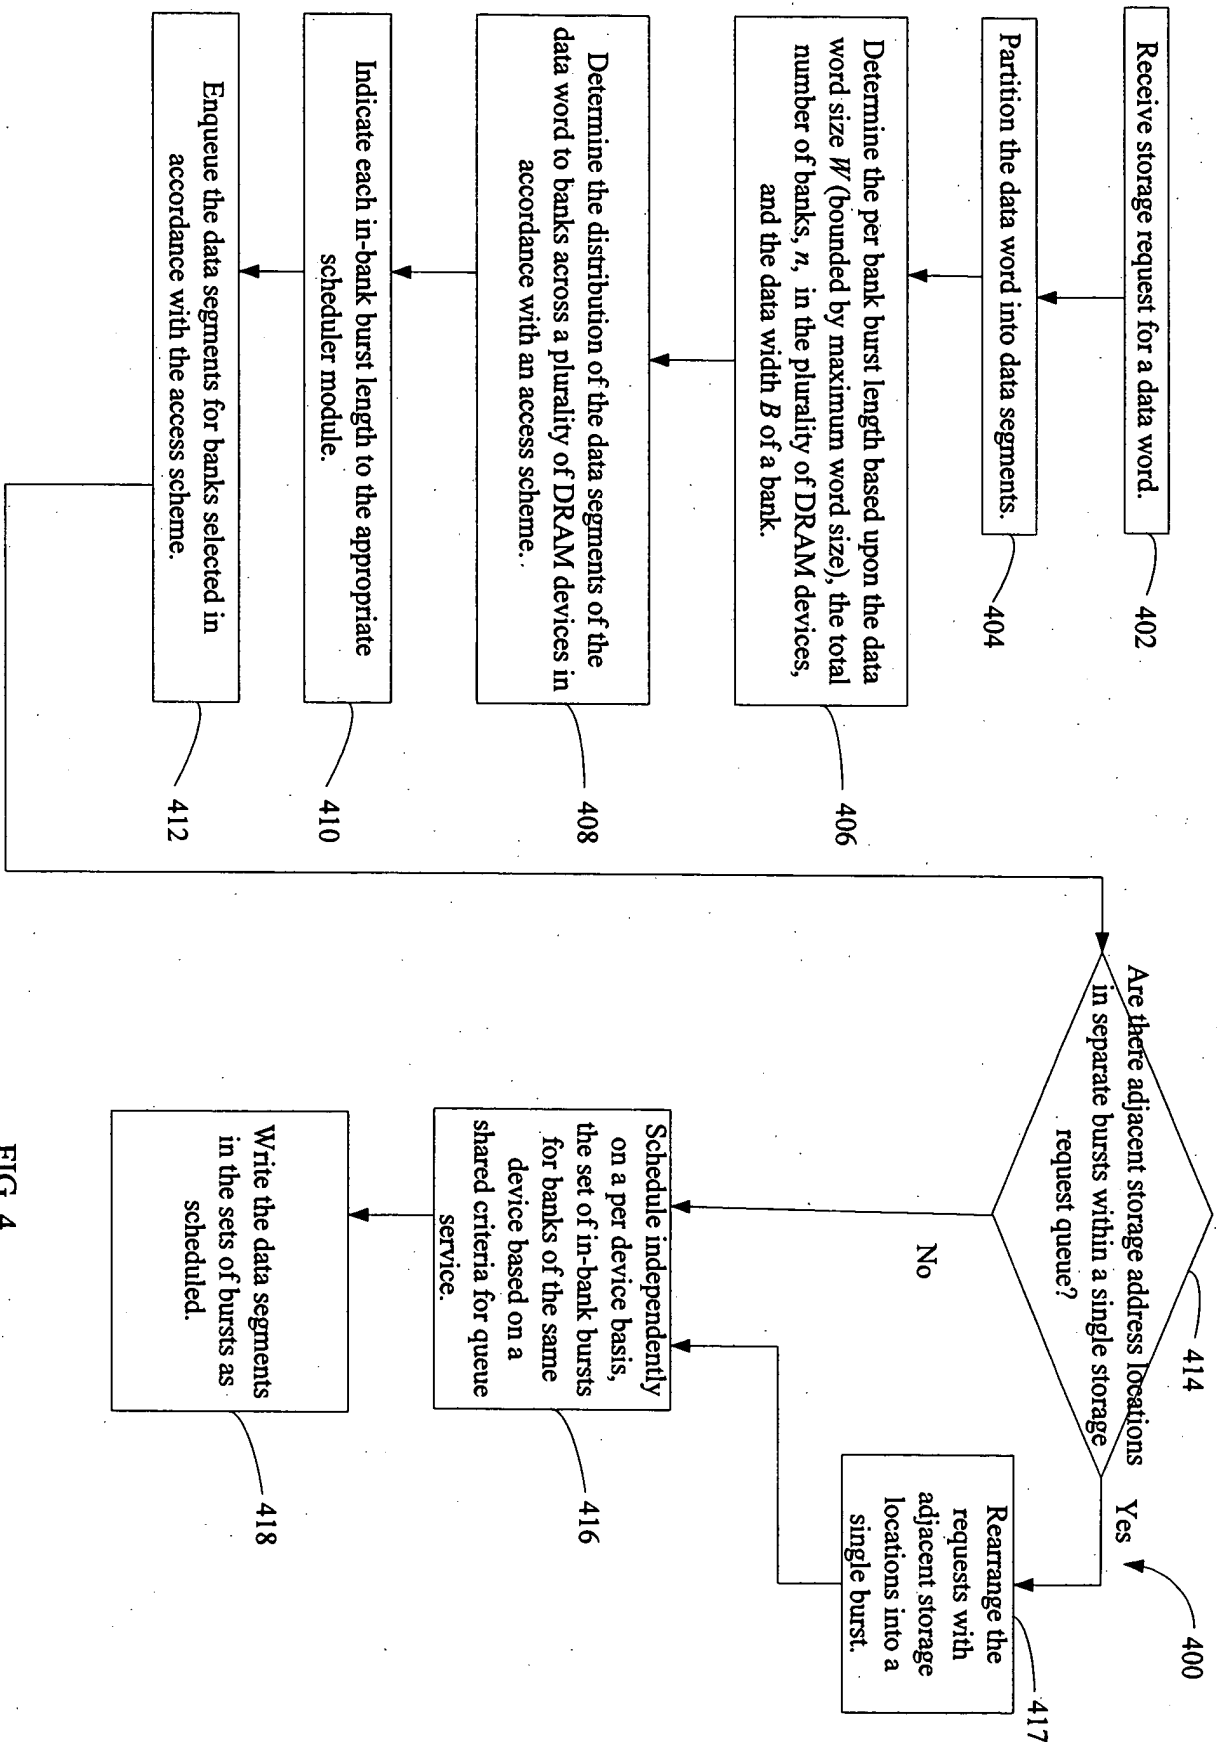 Receive storage request for a data word.
402
Partition the data word into data segments.
404
Determine the per bank burst length based upon the data
word size W (bounded by maximum word size), the total
number of banks, n, in the plurality of DRAM devices,
and the data width B of a bank.
406
Determine the distribution of the data segments of the
data word to banks across a plurality of DRAM devices in
accordance with an access scheme.
408
Indicate each in-bank burst length to the appropriate
scheduler module.
410
Enqueue the data segments for banks selected in
accordance with the access scheme.
412
Are there adjacent storage address locations
in separate bursts within a single storage
request queue?
414
Yes
400
No
Rearrange the
requests with
adjacent storage
locations into a
single burst.
417
Schedule independently
on a per device basis,
the set of in-bank bursts
for banks of the same
device based on a
shared criteria for queue
service.
416
Write the data segments
in the sets of bursts as
scheduled.
418
FIG. 4